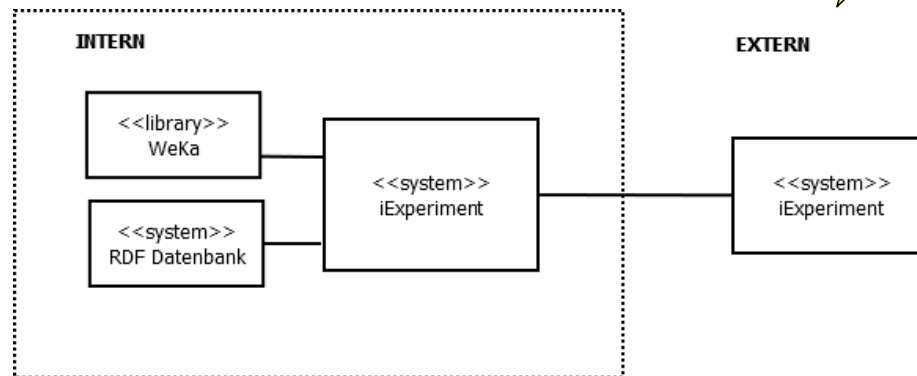 INTERN
EXTERN
<<library>>
WeKa
<<system>>
iExperiment
<<system>>
iExperiment
<<system>>
RDF Datenbank